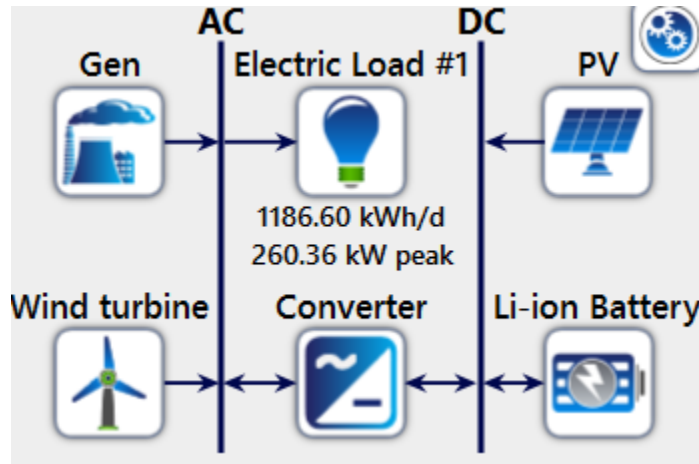 AC DC
Gen Electric Load #1 PV
1186.60 kWh/d
260.36 kW peak
Wind turbine Converter Li-ion Battery